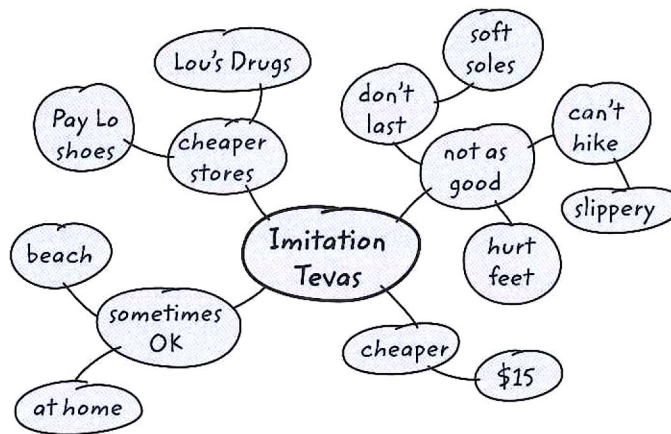 Lou's Drugs
Pay Lo
shoes
cheaper
stores
soft
soles
don't
last
not as
good
can't
hike
slippery
hurt
feet
Imitation
Tevas
beach
sometimes
OK
at home
cheaper
$15